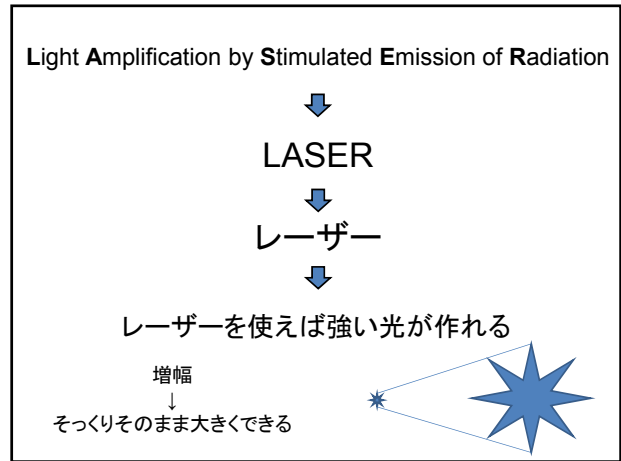 Light Amplification by Stimulated Emission of Radiation
LASER
レーザー
レーザーを使えば強い光が作れる
増幅
↓
そっくりそのまま大きくできる